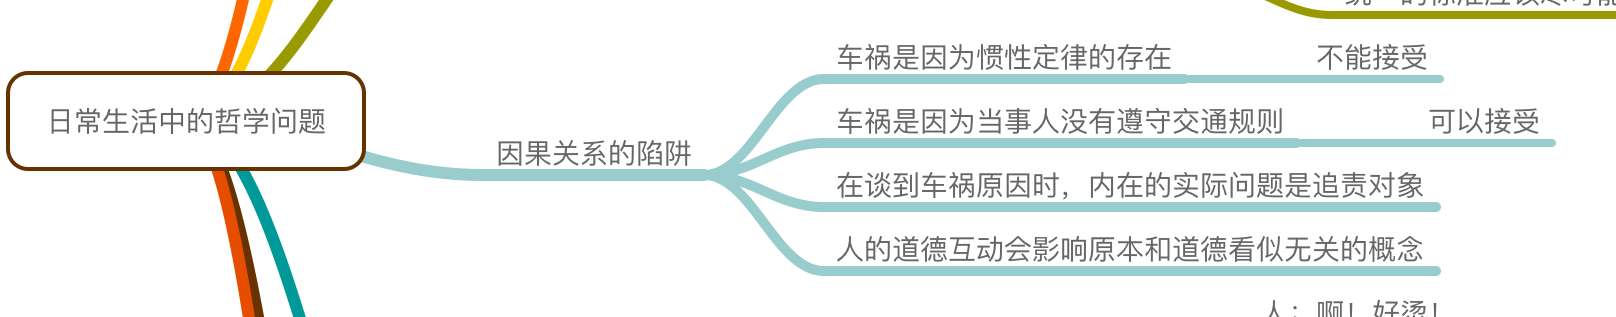 日常生活中的哲学问题
因果关系的陷阱
车祸是因为惯性定律的存在
不能接受
车祸是因为当事人没有遵守交通规则
可以接受
在谈到车祸原因时，内在的实际问题是追责对象
人的道德互动会影响原本和道德看似无关的概念
人：啊！好烫！